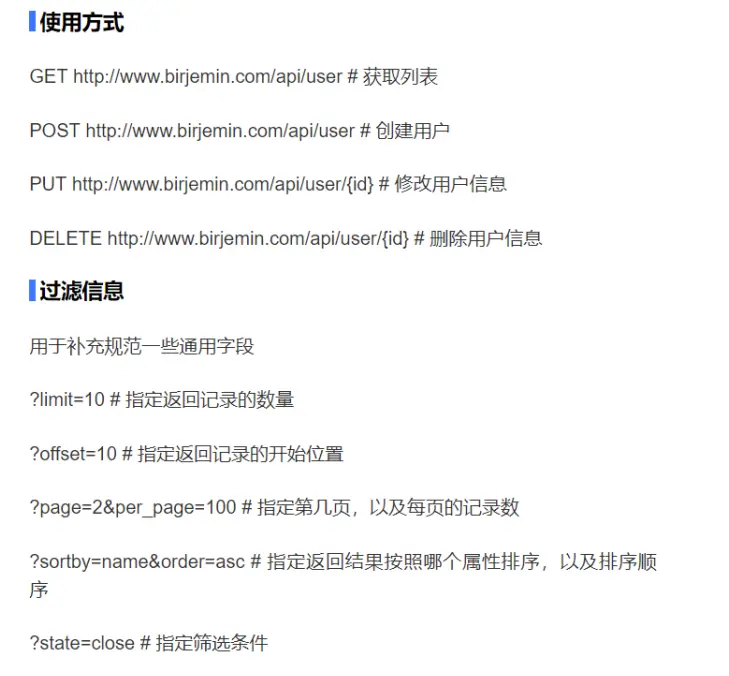 使用方式
GET http://www.birjemin.com/api/user # 获取列表
POST http://www.birjemin.com/api/user # 创建用户
PUT http://www.birjemin.com/api/user/{id} # 修改用户信息
DELETE http://www.birjemin.com/api/user/{id} # 删除用户信息
过滤信息
用于补充规范一些通用字段
?limit=10 # 指定返回记录的数量
?offset=10 # 指定返回记录的开始位置
?page=2&per_page=100 # 指定第几页，以及每页的记录数
?sortby=name&order=asc # 指定返回结果按照哪个属性排序，以及排序顺
序
?state=close # 指定筛选条件